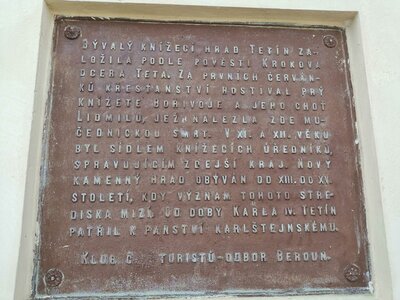 BÝVALÝ KNÍŽECÍ HRAD TETÍN ZA-
LOŽILA PODLE POVĚSTI KROKOVA
DCERA TETA. ZA PRVNÍCH ČERVÁN-
KŮ KŘESŤANSTVÍ HOSTIVAL PRÝ
KNÍŽETE BOŘIVOJE A JEHO CHOŤ
LIDMILU, JEŽ NALEZLA ZDE MU-
ČEDNICKOU SMRT. V XI. A XII. VĚKU
BYL SÍDLEM KNÍŽECÍCH ÚŘEDNÍKŮ,
SPRAVUJÍCÍM ZDEJŠÍ KRAJ. NOVÝ
KAMENNÝ HRAD OBÝVÁN OD XIII. DO XV.
STOLETÍ, KDY VÝZNAM TOHOTO STŘE-
DISKA MIZÍ. OD DOBY KARLA IV. TETÍN
PATŘIL K PANSTVÍ KARLŠTEJNSKÉMU.
KLUB Č TURISTŮ-ODBOR BEROUN.